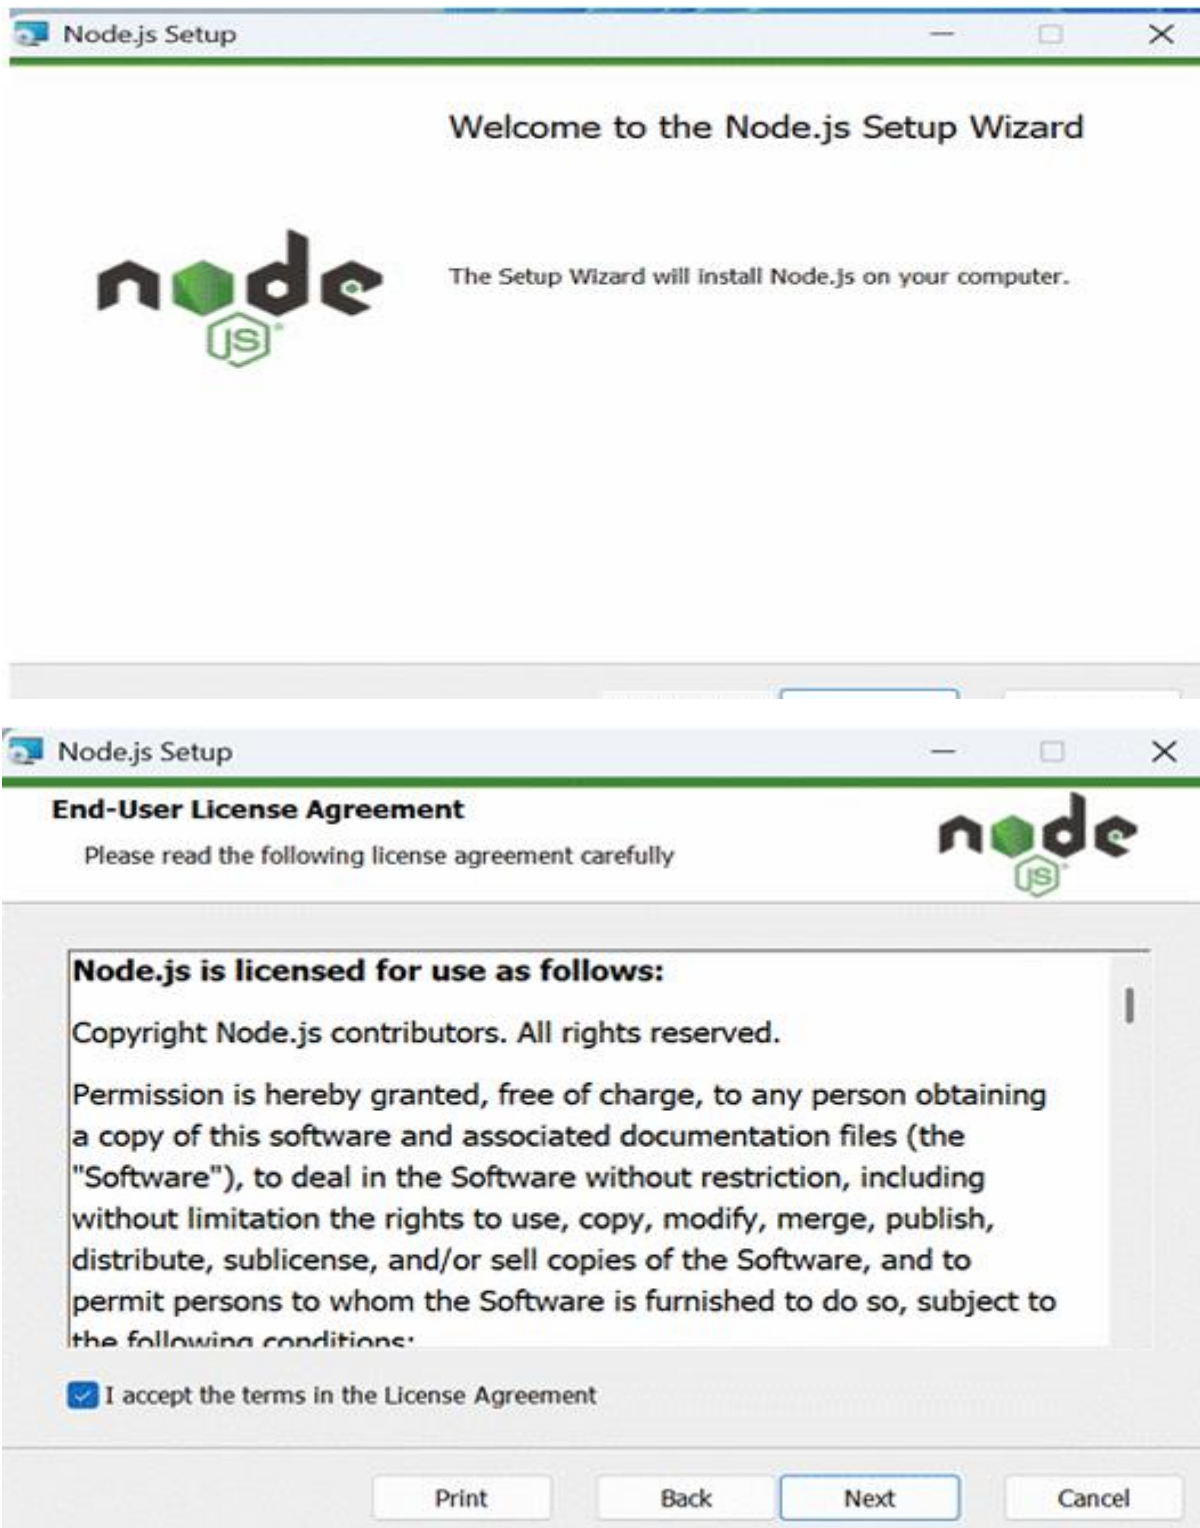 Node.js Setup
Welcome to the Node.js Setup Wizard
node
JS
The Setup Wizard will install Node.js on your computer.
Node.js Setup
End-User License Agreement
Please read the following license agreement carefully
node
JS
Node.js is licensed for use as follows:
Copyright Node.js contributors. All rights reserved.
Permission is hereby granted, free of charge, to any person obtaining
a copy of this software and associated documentation files (the
"Software"), to deal in the Software without restriction, including
without limitation the rights to use, copy, modify, merge, publish,
distribute, sublicense, and/or sell copies of the Software, and to
permit persons to whom the Software is furnished to do so, subject to
the following conditions:
I accept the terms in the License Agreement
Print Back Next Cancel